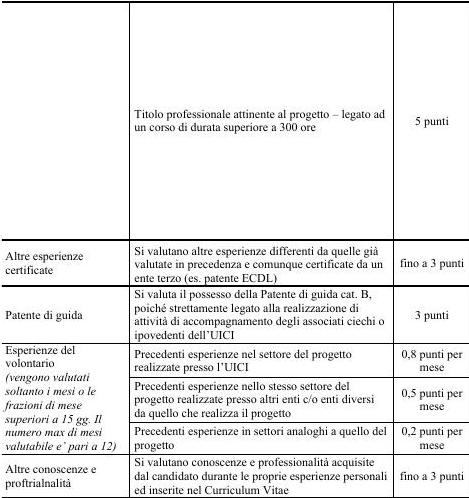 Titolo professionale attinente al progetto – legato ad
un corso di durata superiore a 300 ore
5 punti
Altre esperienze
certificate
Si valutano altre esperienze differenti da quelle già
valutate in precedenza e comunque certificate da un
ente terzo (es. patente ECDL)
fino a 3 punti
Patente di guida
Si valuta il possesso della Patente di guida cat. B,
poiché strettamente legato alla realizzazione di
attività di accompagnamento degli associati ciechi o
ipovedenti dell'UICI
3 punti
Esperienze del
volontario
(vengono valutati
soltanto i mesi o le
frazioni di mese
superiori a 15 gg. Il
numero max di mesi
valutabile e' pari a 12)
Precedenti esperienze nel settore del progetto
realizzate presso l'UICI
0,8 punti per
mese
Precedenti esperienze nello stesso settore del
progetto realizzate presso altri enti c/o enti diversi
da quello che realizza il progetto
0,5 punti per
mese
Precedenti esperienze in settori analoghi a quello del
progetto
0,2 punti per
mese
Altre conoscenze e
proftrialnalità
Si valutano conoscenze e professionalità acquisite
dal candidato durante le proprie esperienze personali
ed inserite nel Curriculum Vitae
fino a 3 punti